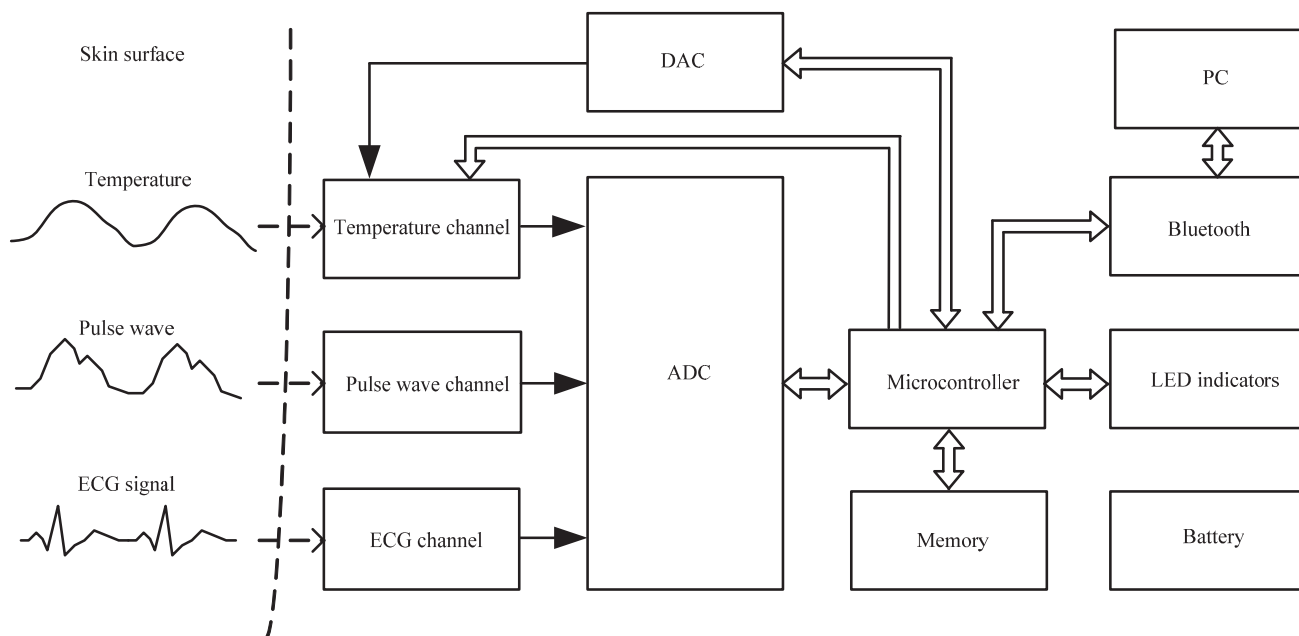 Skin surface
DAC
PC
Temperature
Temperature channel
Bluetooth
Pulse wave
Pulse wave channel
ADC
Microcontroller
LED indicators
ECG signal
ECG channel
Memory
Battery